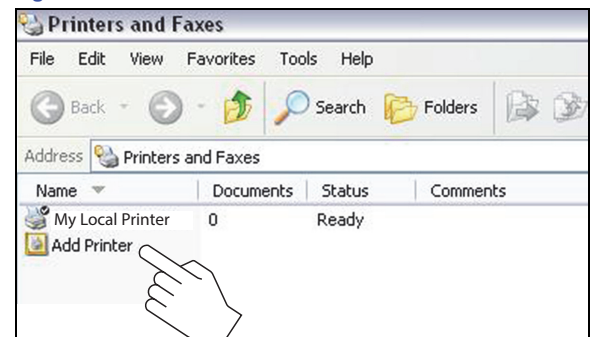 Printers and Faxes
File Edit View Favorites Tools Help
Back Search Folders
Address Printers and Faxes
Name Documents Status Comments
My Local Printer 0 Ready
Add Printer